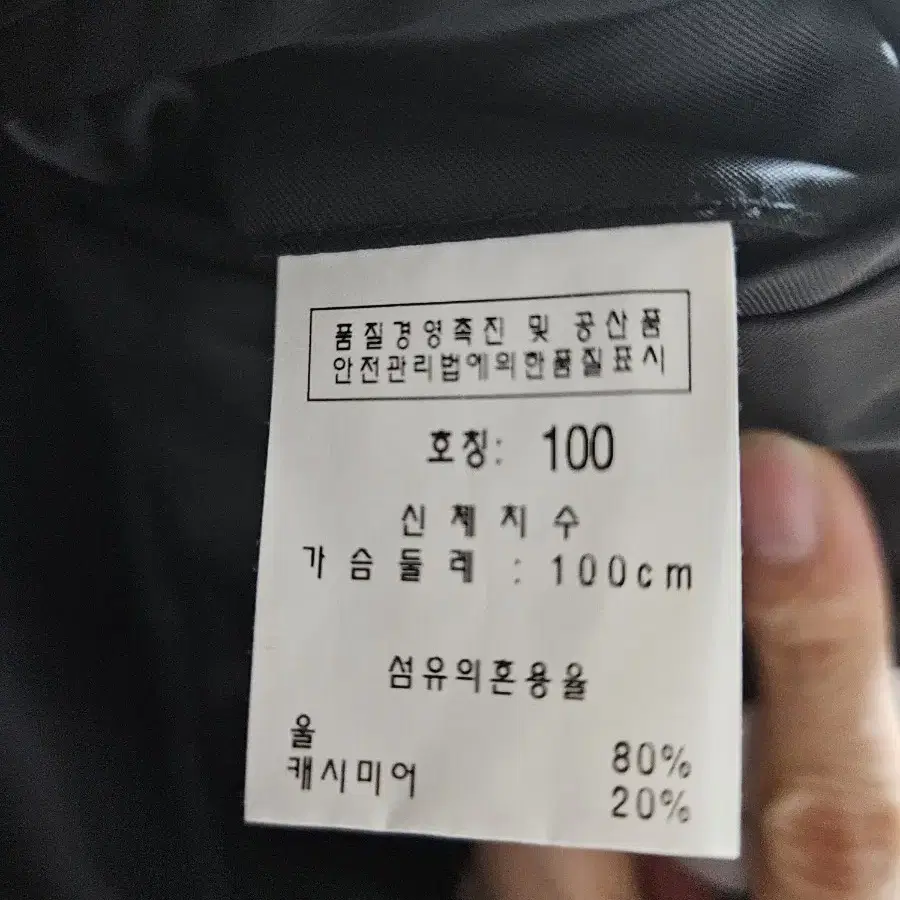 품질경영촉진 및 공산품
안전관리법에의한품질표시
호칭: 100
신체치수
가슴둘레 : 100cm
섬유의혼용율
울 80%
캐시미어 20%